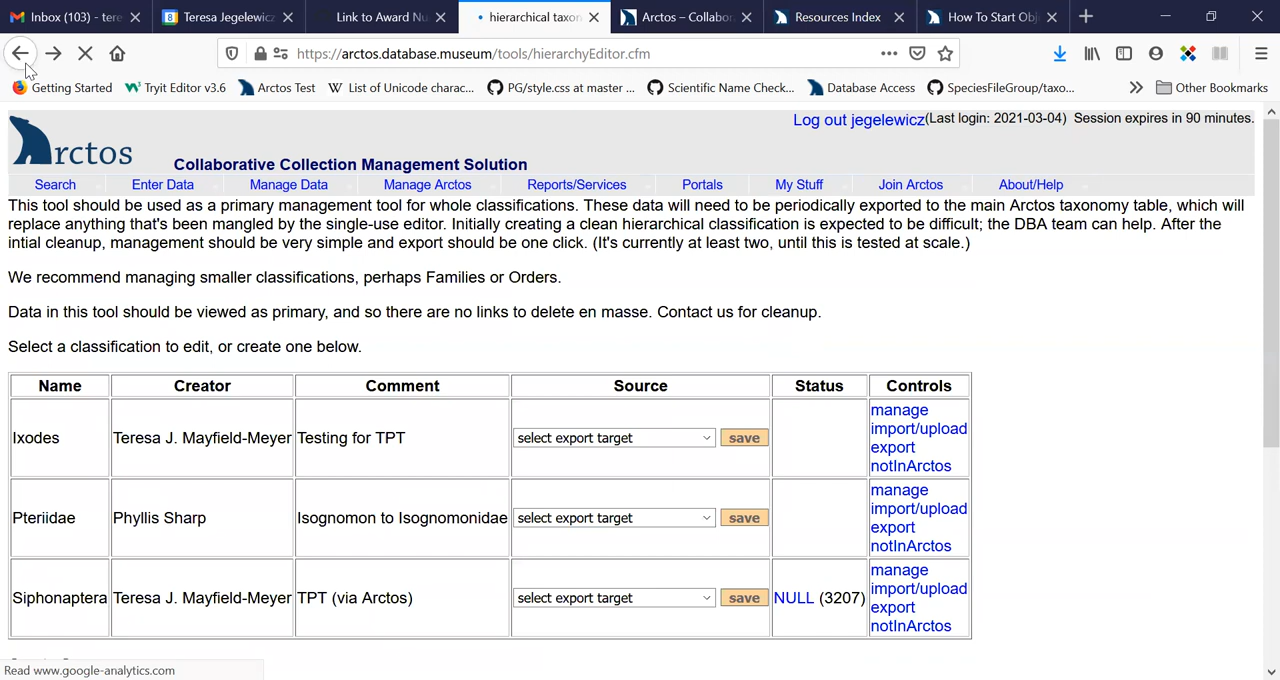 Inbox (103) - tere
Teresa Jegelewicz
Link to Award Nu
hierarchical taxon
Arctos – Collabor
Resources Index
How To Start Obj
https://arctos.database.museum/tools/hierarchyEditor.cfm
Getting Started
Tryit Editor v3.6
Arctos Test
List of Unicode charac...
PG/style.css at master ...
Scientific Name Check...
Database Access
SpeciesFileGroup/taxo...
Other Bookmarks
Log out jegelewicz(Last login: 2021-03-04) Session expires in 90 minutes.
Arctos
Collaborative Collection Management Solution
Search Enter Data Manage Data Manage Arctos Reports/Services Portals My Stuff Join Arctos About/Help
This tool should be used as a primary management tool for whole classifications. These data will need to be periodically exported to the main Arctos taxonomy table, which will
replace anything that's been mangled by the single-use editor. Initially creating a clean hierarchical classification is expected to be difficult; the DBA team can help. After the
intial cleanup, management should be very simple and export should be one click. (It's currently at least two, until this is tested at scale.)
We recommend managing smaller classifications, perhaps Families or Orders.
Data in this tool should be viewed as primary, and so there are no links to delete en masse. Contact us for cleanup.
Select a classification to edit, or create one below.
Name Creator Comment Source Status Controls
Ixodes Teresa J. Mayfield-Meyer Testing for TPT select export target save
manage
import/upload
export
notInArctos
Pteriidae Phyllis Sharp Isognomon to Isognomonidae select export target save
manage
import/upload
export
notInArctos
Siphonaptera Teresa J. Mayfield-Meyer TPT (via Arctos) select export target save NULL (3207)
manage
import/upload
export
notInArctos
Read www.google-analytics.com